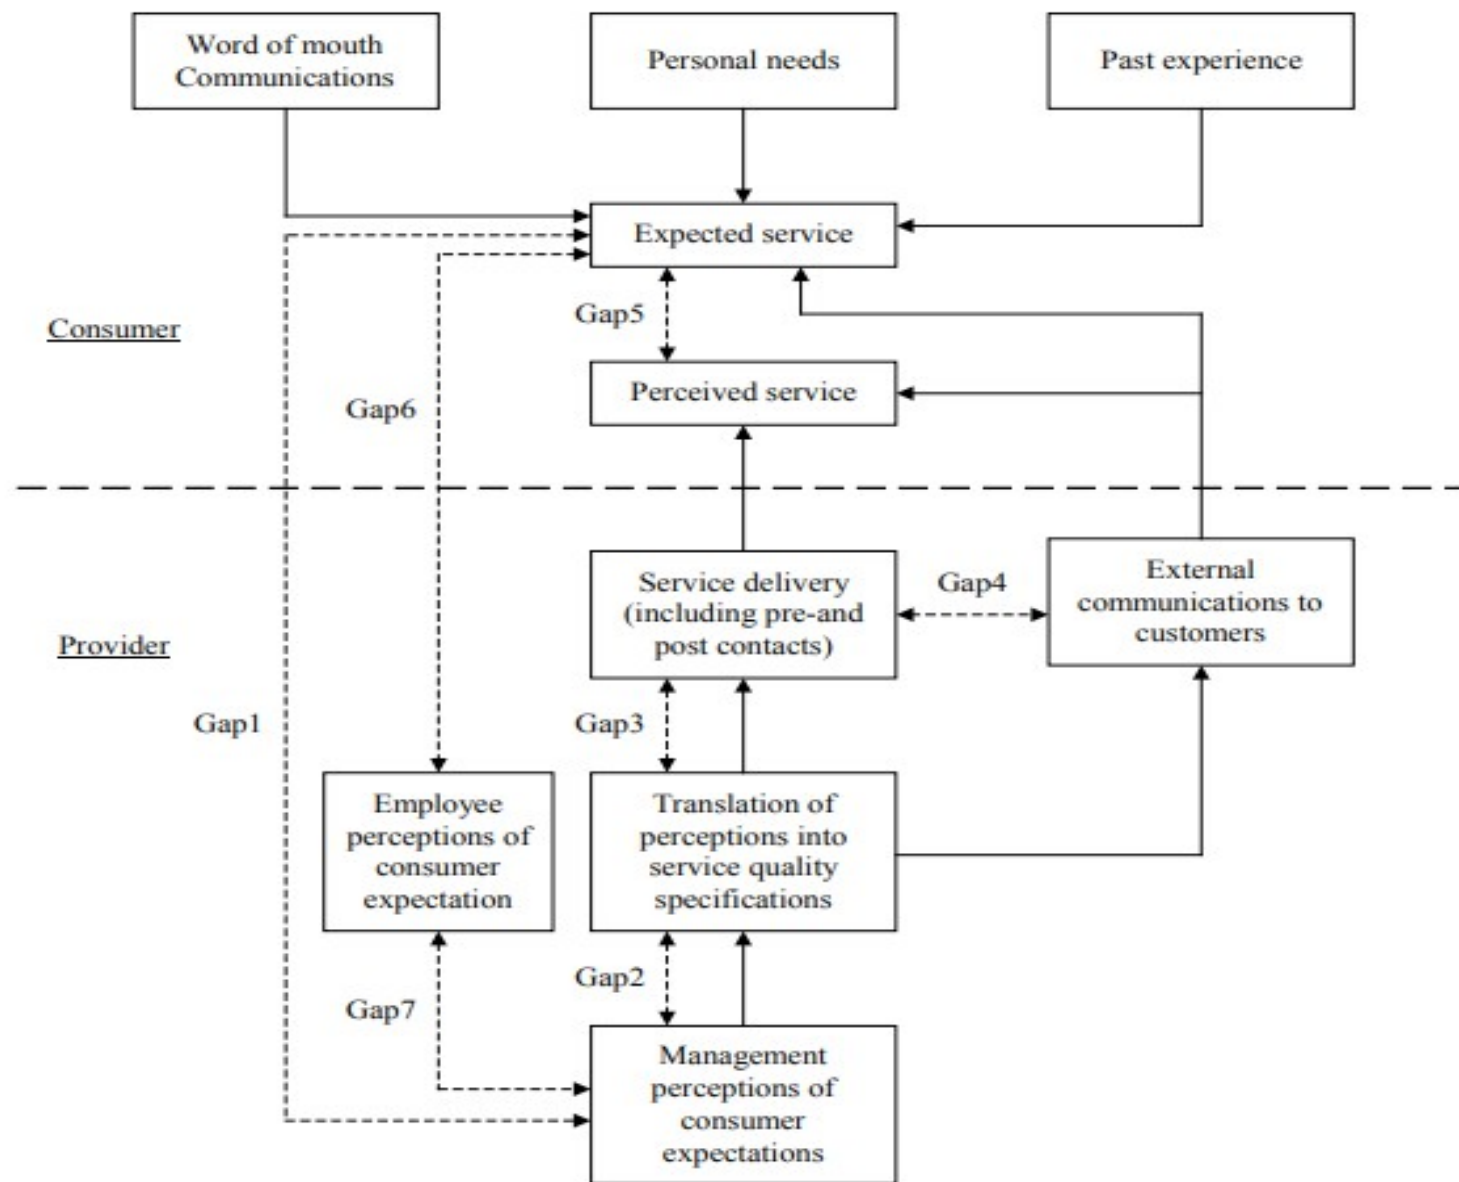 Word of mouth
Communications
Personal needs
Past experience
Expected service
Gap5
Consumer
Perceived service
Gap6
Service delivery
(including pre-and
post contacts)
Gap4
External
communications to
customers
Provider
Gap1
Gap3
Employee
perceptions of
consumer
expectation
Translation of
perceptions into
service quality
specifications
Gap2
Gap7
Management
perceptions of
consumer
expectations